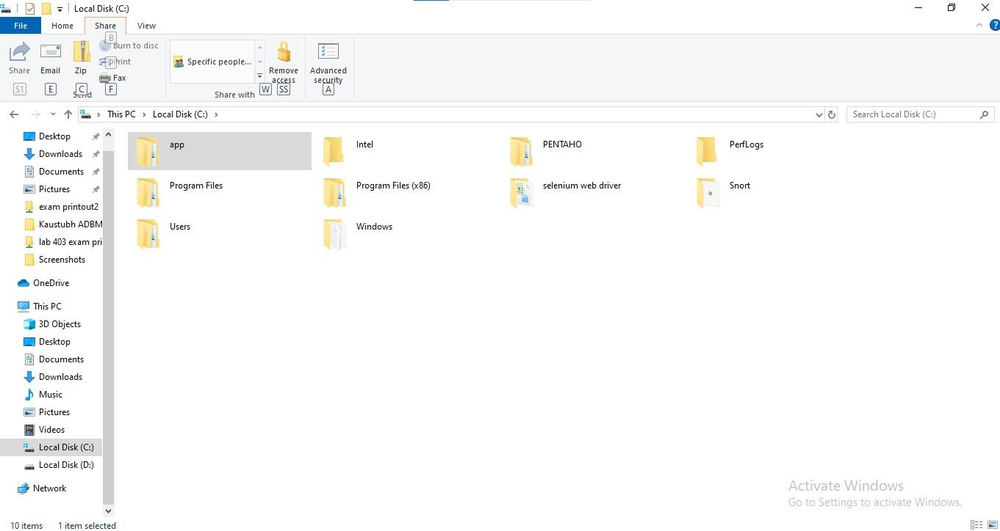 Local Disk (C:)
File Home Share View
Share Email Zip Burn to disc Print Fax
Specific people...
Remove access
Advanced security
B P
S1 E C F W SS A
Send Share with
This PC Local Disk (C:)
Search Local Disk (C:)
Desktop
Downloads
Documents
Pictures
exam printout2
Kaustubh ADBM
lab 403 exam pri
Screenshots
OneDrive
This PC
3D Objects
Desktop
Documents
Downloads
Music
Pictures
Videos
Local Disk (C:)
Local Disk (D:)
Network
app Intel PENTAHO PerfLogs
Program Files Program Files (x86) selenium web driver Snort
Users Windows
Activate Windows
Go to Settings to activate Windows.
10 items 1 item selected